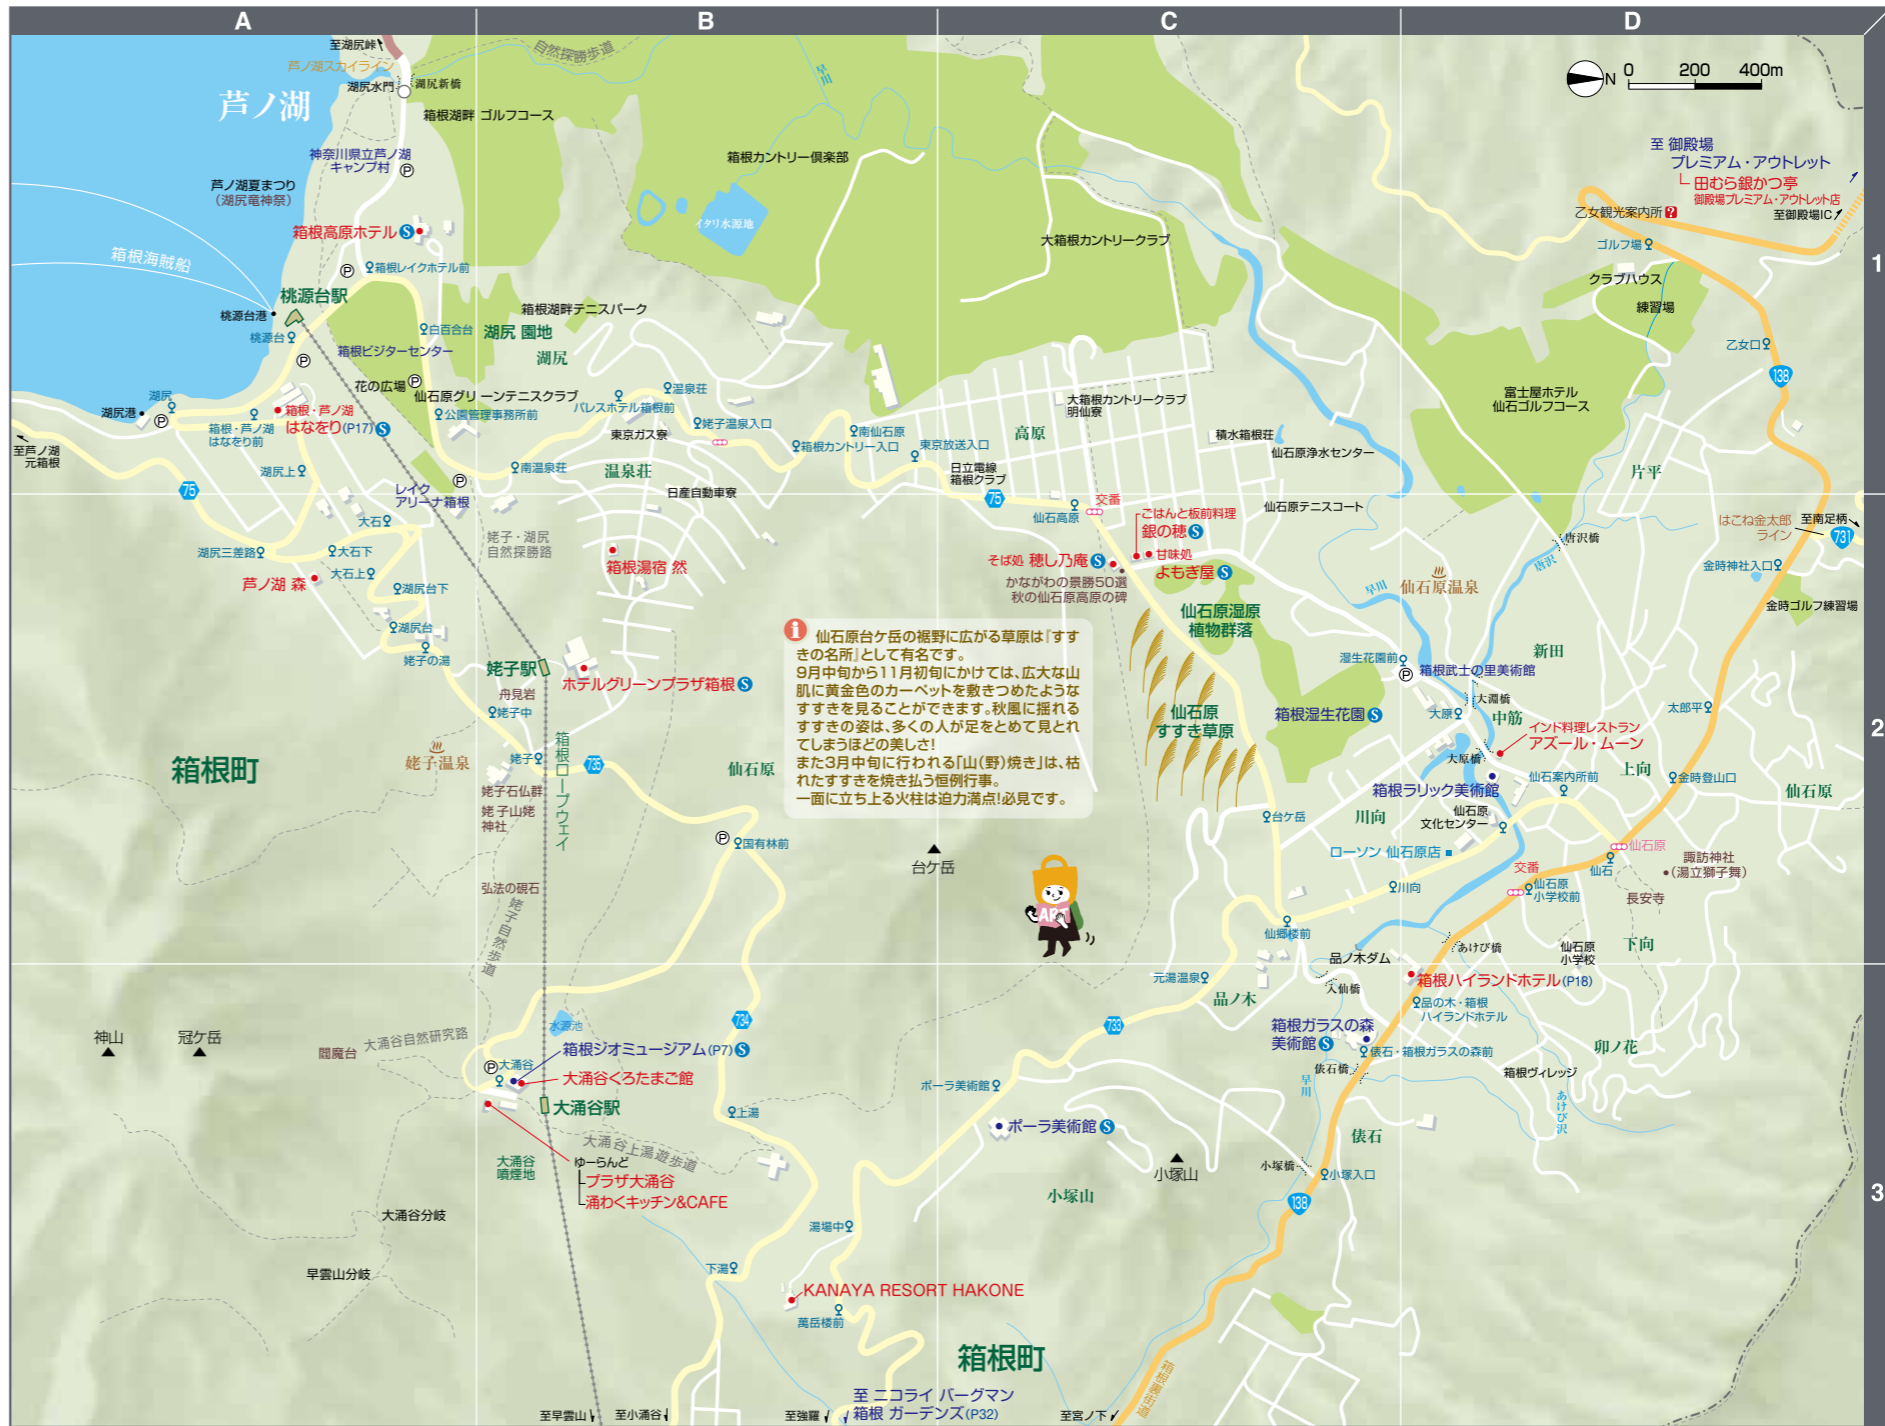 A
B
C
D
1
2
3
至湖尻峠
芦ノ湖スカイライン
湖尻水門
湖尻新橋
自然探勝歩道
早川
芦ノ湖
箱根湖畔 ゴルフコース
神奈川県立芦ノ湖
キャンプ村
芦ノ湖夏まつり
(湖尻竜神祭)
箱根高原ホテル S
箱根レイクホテル前
箱根海賊船
桃源台駅
桃源台港
桃源台
白百合台
箱根ビジターセンター
花の広場
湖尻
湖尻港
箱根・芦ノ湖
はなをり(P17) S
箱根・芦ノ湖
はなをり前
至芦ノ湖
元箱根
湖尻上
75
レイク
アリーナ箱根
箱根カントリー倶楽部
イタリ水源地
箱根湖畔テニスパーク
湖尻 園地
湖尻
仙石原グリーンテニスクラブ
公園管理事務所前
パレスホテル箱根前
温泉荘
東京ガス寮
姥子温泉入口
南温泉荘
温泉荘
日産自動車寮
箱根カントリー入口
南仙石原
東京放送入口
大箱根カントリークラブ
大箱根カントリークラブ
明仙寮
高原
日立電線
箱根クラブ
75
積水箱根荘
仙石原浄水センター
N
0 200 400m
至 御殿場
プレミアム・アウトレット
田むら銀かつ亭
御殿場プレミアム・アウトレット店
至御殿場IC
乙女観光案内所 ?
ゴルフ場
クラブハウス
練習場
乙女口
138
富士屋ホテル
仙石ゴルフコース
片平
大石
湖尻三差路
大石下
大石上
芦ノ湖 森
湖尻台下
湖尻台
姥子の湯
姥子・湖尻
自然探勝路
箱根湯宿 然
姥子駅
ホテルグリーンプラザ箱根 S
舟見岩
姥子中
姥子
姥子温泉
箱根ロープウェイ
735
姥子石仏群
姥子山姥
神社
仙石原
国有林前
弘法の硯石
姥子自然歩道
箱根町
仙石高原
交番
ごはんと板前料理
銀の穂 S
甘味処
よもぎ屋 S
そば処 穂し乃庵 S
かながわの景勝50選
秋の仙石原高原の碑
仙石原テニスコート
仙石原湿原
植物群落
仙石原
すすき草原
i 仙石原台ケ岳の裾野に広がる草原は『すす
きの名所』として有名です。
9月中旬から11月初旬にかけては、広大な山
肌に黄金色のカーペットを敷きつめたような
すすきを見ることができます。秋風に揺れる
すすきの姿は、多くの人が足をとめて見とれ
てしまうほどの美しさ!
また3月中旬に行われる「山(野)焼き」は、枯
れたすすきを焼き払う恒例行事。
一面に立ち上る火柱は迫力満点!必見です。
台ケ岳
ART
唐沢橋
唐沢
早川
仙石原温泉
はこね金太郎
ライン
至南足柄
731
金時神社入口
金時ゴルフ練習場
新田
湿生花園前
箱根武士の里美術館
箱根湿生花園 S
大原
大淵橋
中筋
インド料理レストラン
アズール・ムーン
大原橋
太郎平
上向
仙石案内所前
金時登山口
仙石原
箱根ラリック美術館
仙石原
文化センター
台ケ岳
川向
ローソン 仙石原店
仙石原
仙石
諏訪神社
(湯立獅子舞)
長安寺
交番
仙石原
小学校前
川向
仙郷楼前
あけび橋
仙石原
小学校
下向
品ノ木ダム
入仙橋
箱根ハイランドホテル(P18)
品の木・箱根
ハイランドホテル
元湯温泉
品ノ木
箱根ガラスの森
美術館 S
俵石・箱根ガラスの森前
俵石橋
早川
箱根ヴィレッジ
卯ノ花
あけび沢
俵石
733
ポーラ美術館
ポーラ美術館 S
小塚山
小塚山
小塚橋
小塚入口
138
神山
冠ケ岳
閻魔台
大涌谷自然研究路
水源池
箱根ジオミュージアム(P7) S
大涌谷
大涌谷くろたまご館
大涌谷駅
734
上湯
大涌谷上湯遊歩道
大涌谷
噴煙地
ゆーらんど
プラザ大涌谷
涌わくキッチン&CAFE
大涌谷分岐
早雲山分岐
湯場中
下湯
KANAYA RESORT HAKONE
萬岳楼前
箱根町
至 ニコライ バーグマン
箱根 ガーデンズ(P32)
至早雲山
至小涌谷
至強羅
至宮ノ下
箱根裏街道